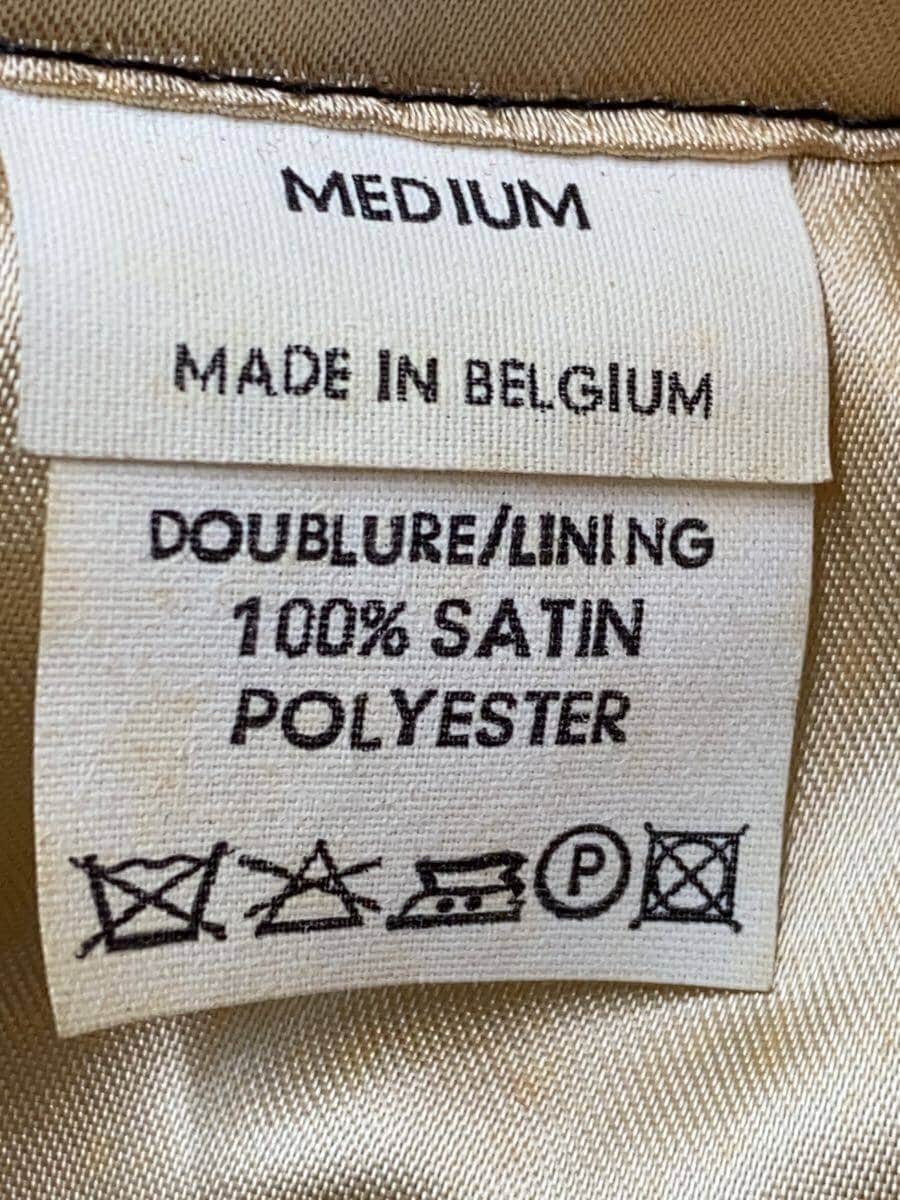 MEDIUM
MADE IN BELGIUM
DOUBLURE/LINING
100% SATIN
POLYESTER
P